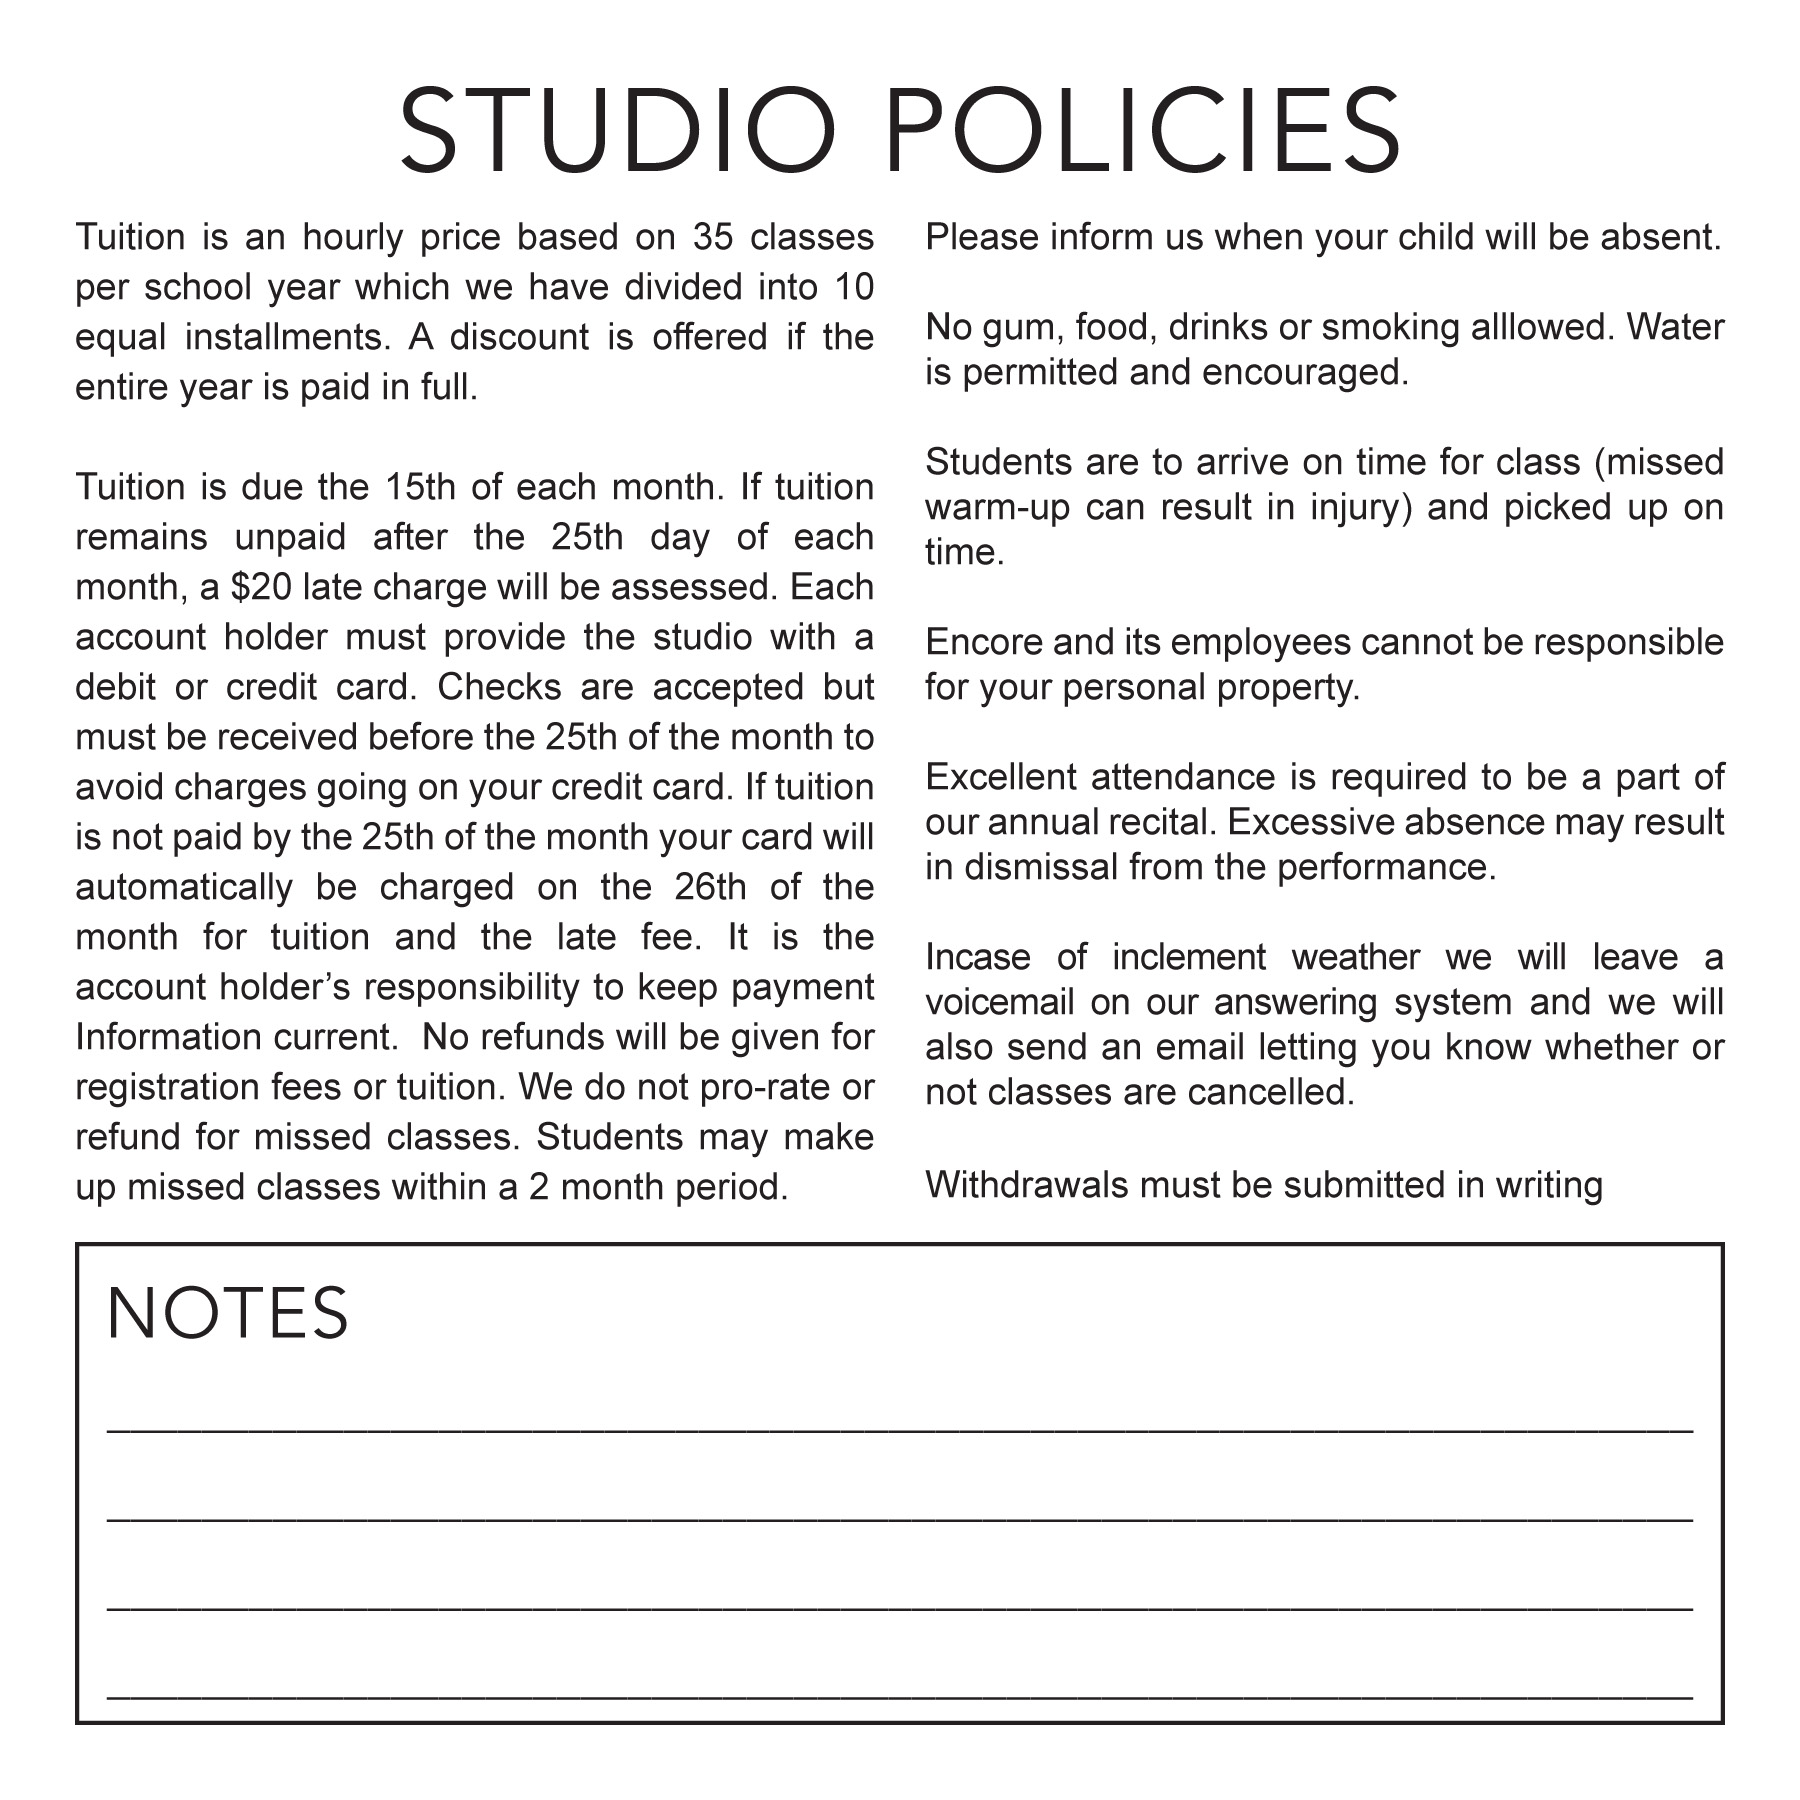 STUDIO POLICIES
Tuition is an hourly price based on 35 classes
per school year which we have divided into 10
equal installments. A discount is offered if the
entire year is paid in full.
Tuition is due the 15th of each month. If tuition
remains unpaid after the 25th day of each
month, a $20 late charge will be assessed. Each
account holder must provide the studio with a
debit or credit card. Checks are accepted but
must be received before the 25th of the month to
avoid charges going on your credit card. If tuition
is not paid by the 25th of the month your card will
automatically be charged on the 26th of the
month for tuition and the late fee. It is the
account holder’s responsibility to keep payment
Information current.  No refunds will be given for
registration fees or tuition. We do not pro-rate or
refund for missed classes. Students may make
up missed classes within a 2 month period.
Please inform us when your child will be absent.
No gum, food, drinks or smoking alllowed. Water
is permitted and encouraged.
Students are to arrive on time for class (missed
warm-up can result in injury) and picked up on
time.
Encore and its employees cannot be responsible
for your personal property.
Excellent attendance is required to be a part of
our annual recital. Excessive absence may result
in dismissal from the performance.
Incase of inclement weather we will leave a
voicemail on our answering system and we will
also send an email letting you know whether or
not classes are cancelled.
Withdrawals must be submitted in writing
NOTES